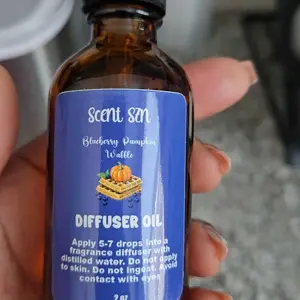 Scent SZN
Blueberry Pumpkin
Waffle
DIFFUSER OIL
Apply 5-7 drops into a
fragrance diffuser with
distilled water. Do not apply
to skin. Do not ingest. Avoid
contact with eyes
2 oz